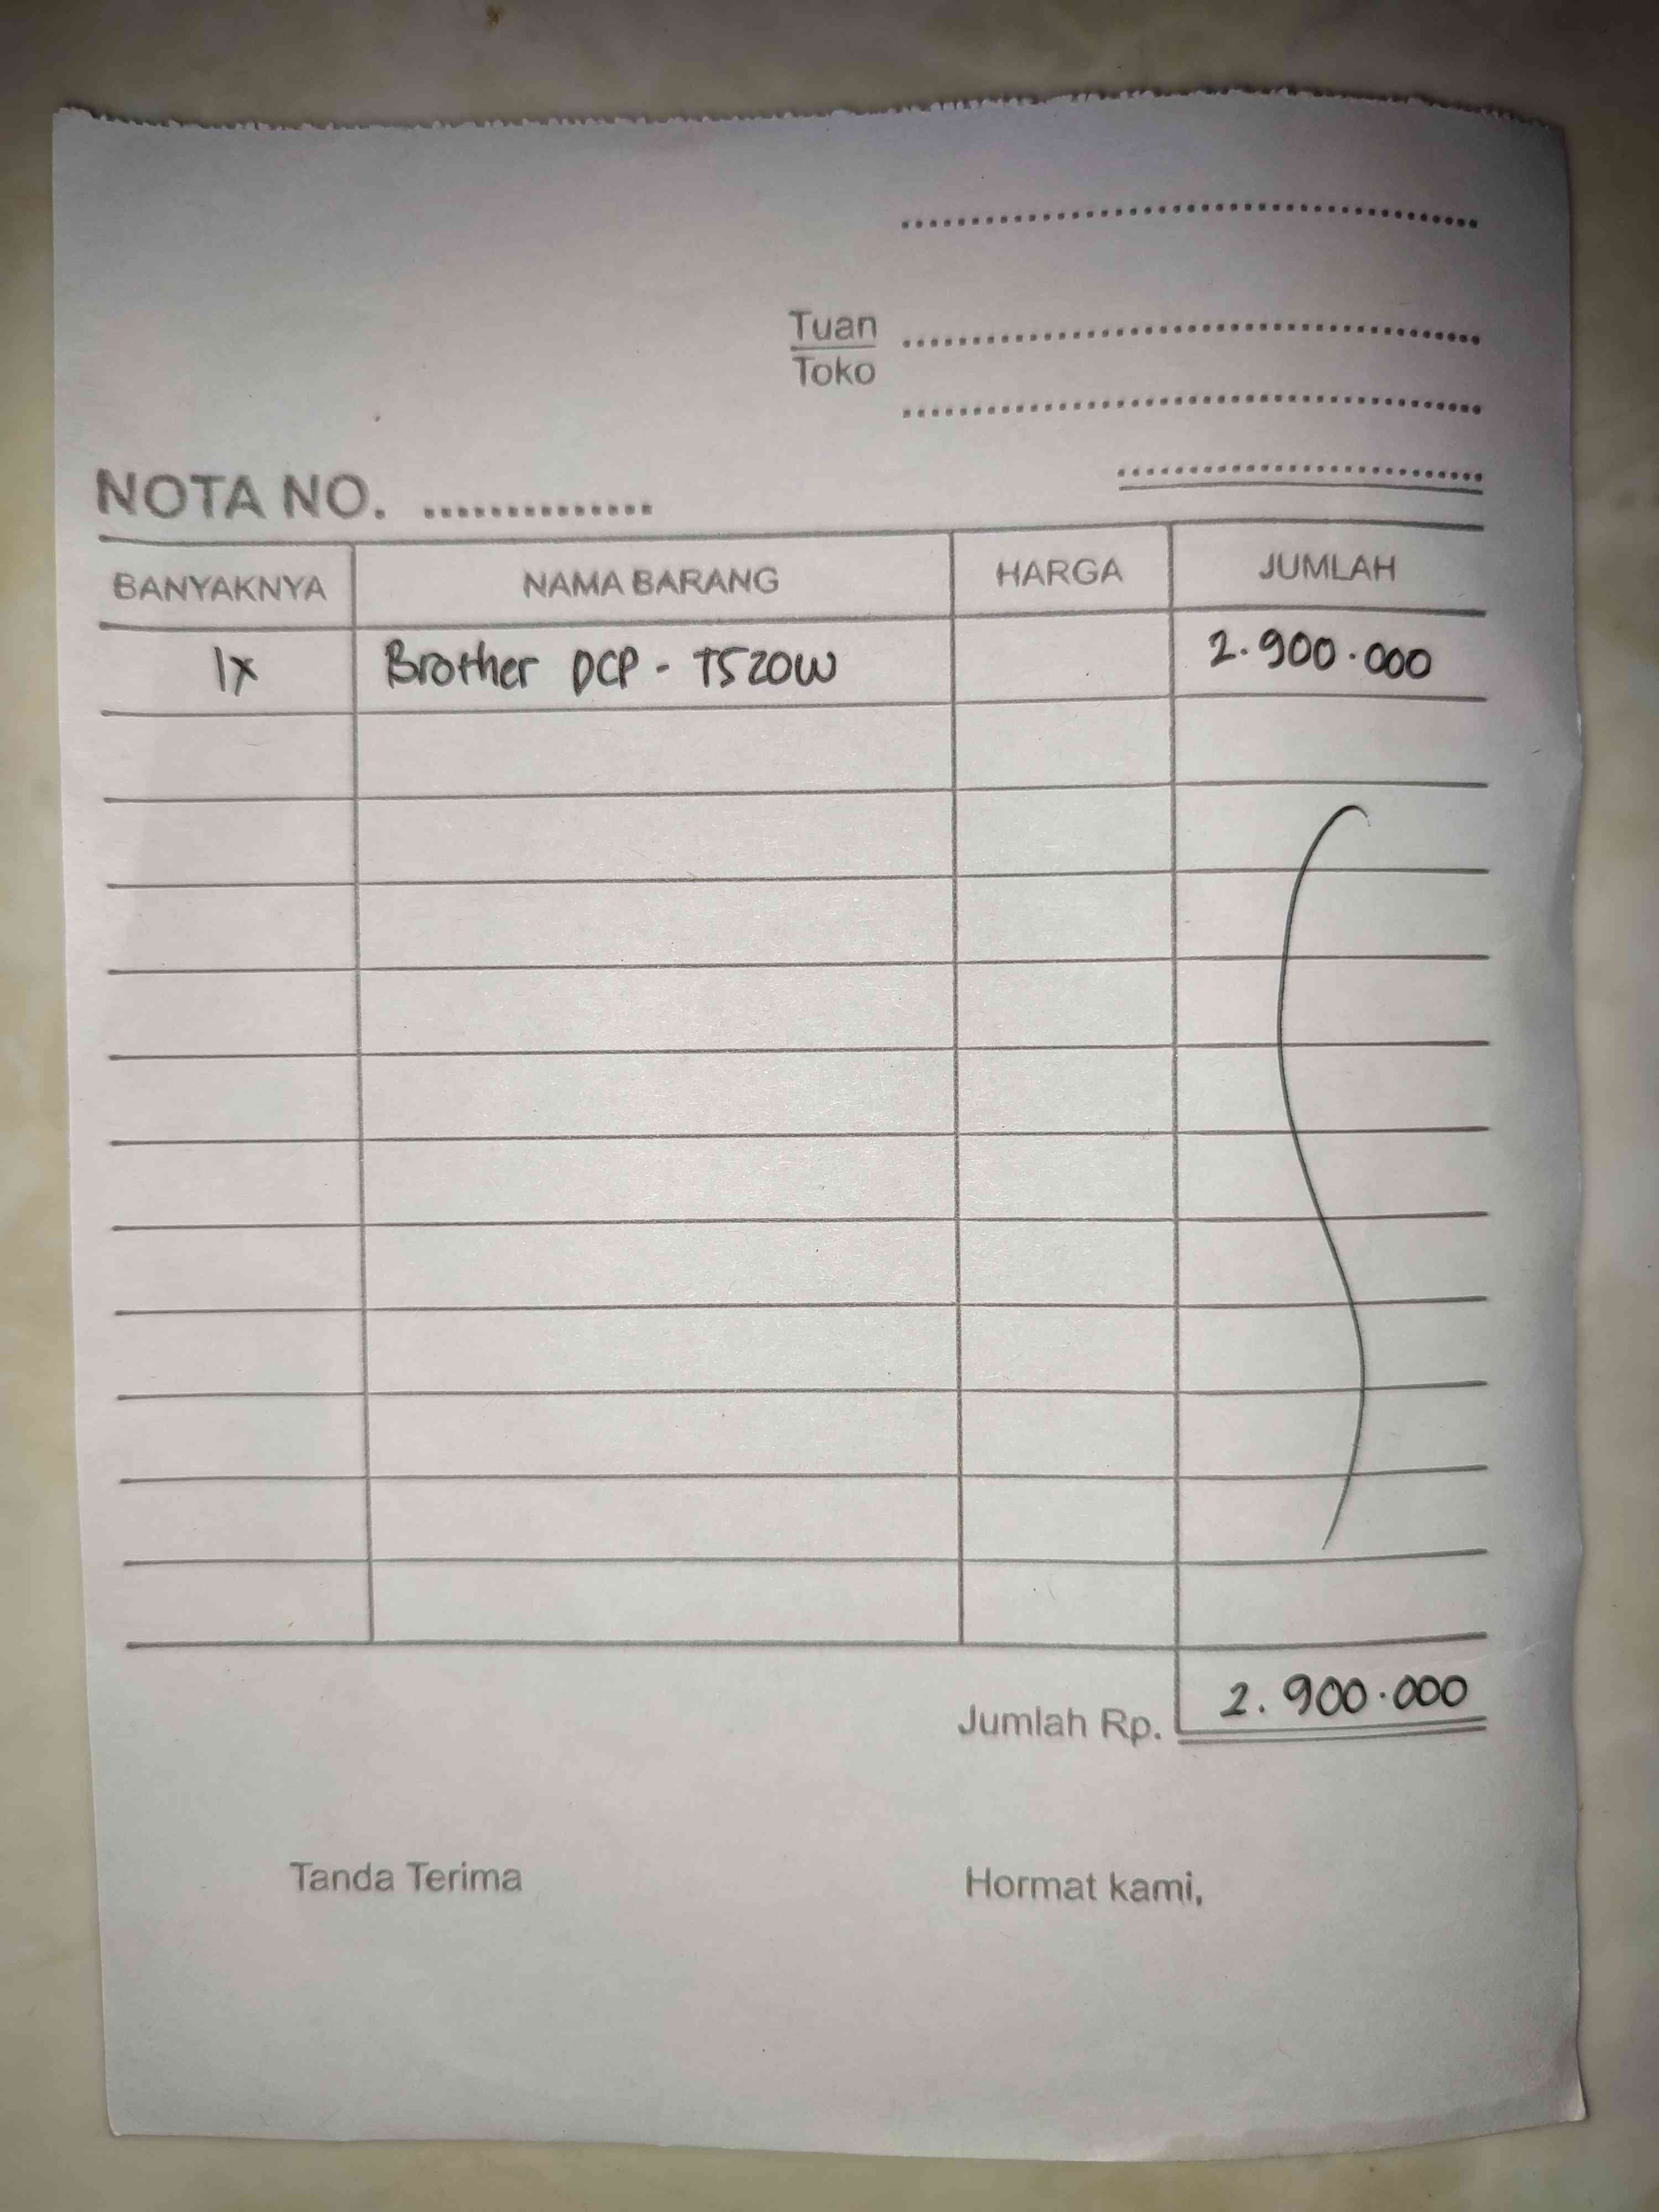 Tuan
Toko
NOTA NO.
BANYAKNYA NAMA BARANG HARGA JUMLAH
1x Brother DCP - T520W 2.900.000
Jumlah Rp. 2.900.000
Tanda Terima Hormat kami,